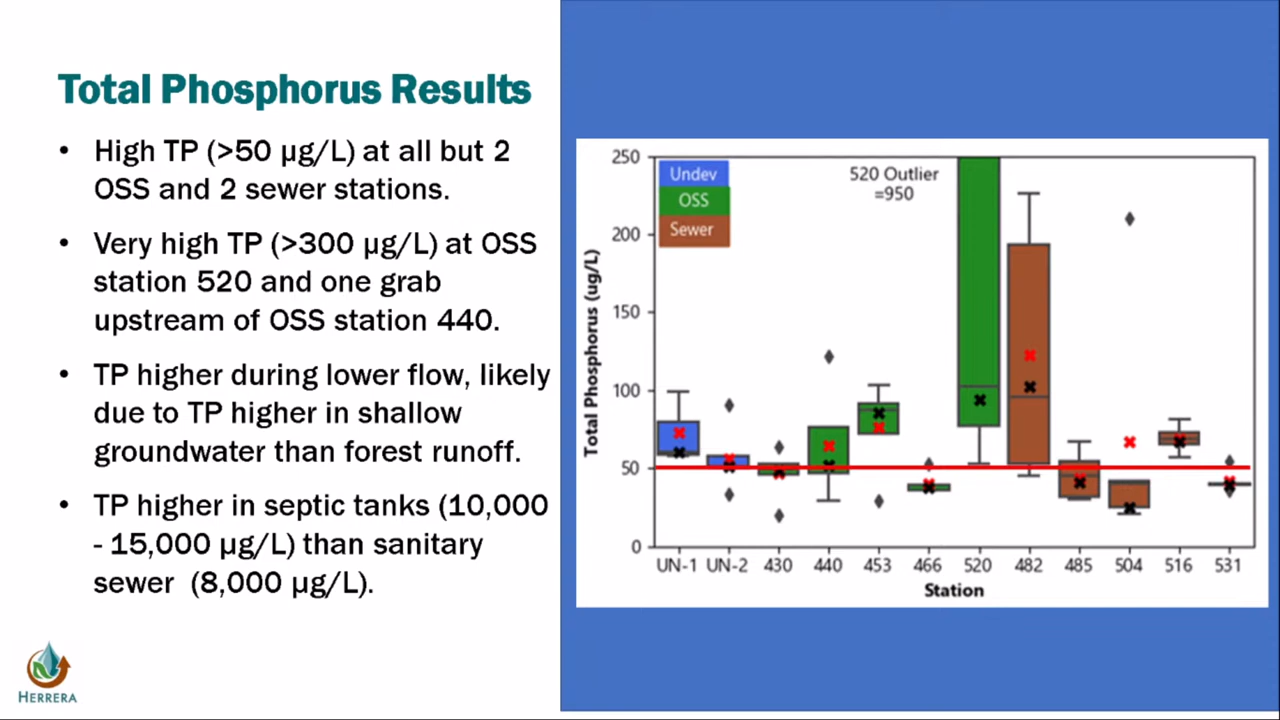 Total Phosphorus Results
• High TP (>50 µg/L) at all but 2
OSS and 2 sewer stations.
• Very high TP (>300 µg/L) at OSS
station 520 and one grab
upstream of OSS station 440.
• TP higher during lower flow, likely
due to TP higher in shallow
groundwater than forest runoff.
• TP higher in septic tanks (10,000
- 15,000 µg/L) than sanitary
sewer (8,000 µg/L).
HERRERA
Total Phosphorus (ug/L)
250
200
150
100
50
0
Undev
OSS
Sewer
520 Outlier
=950
UN-1 UN-2 430 440 453 466 520 482 485 504 516 531
Station